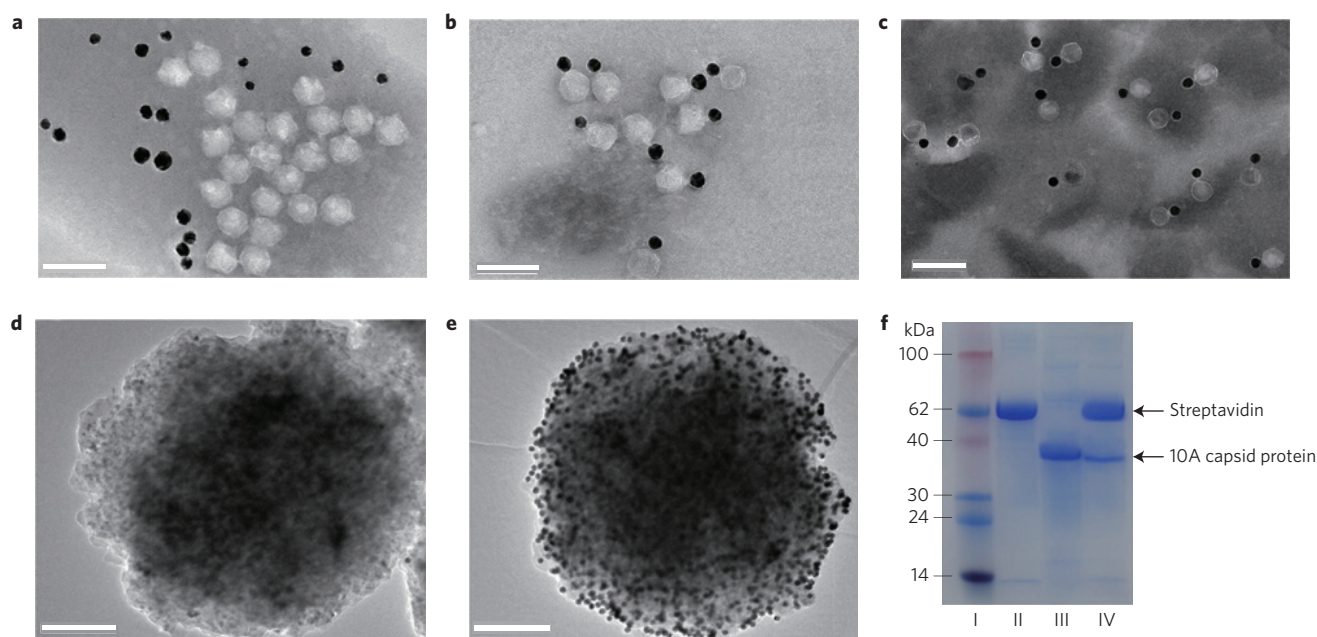 a
b
c
d
e
f
kDa
100
62
40
30
24
14
Streptavidin
10A capsid protein
I II III IV